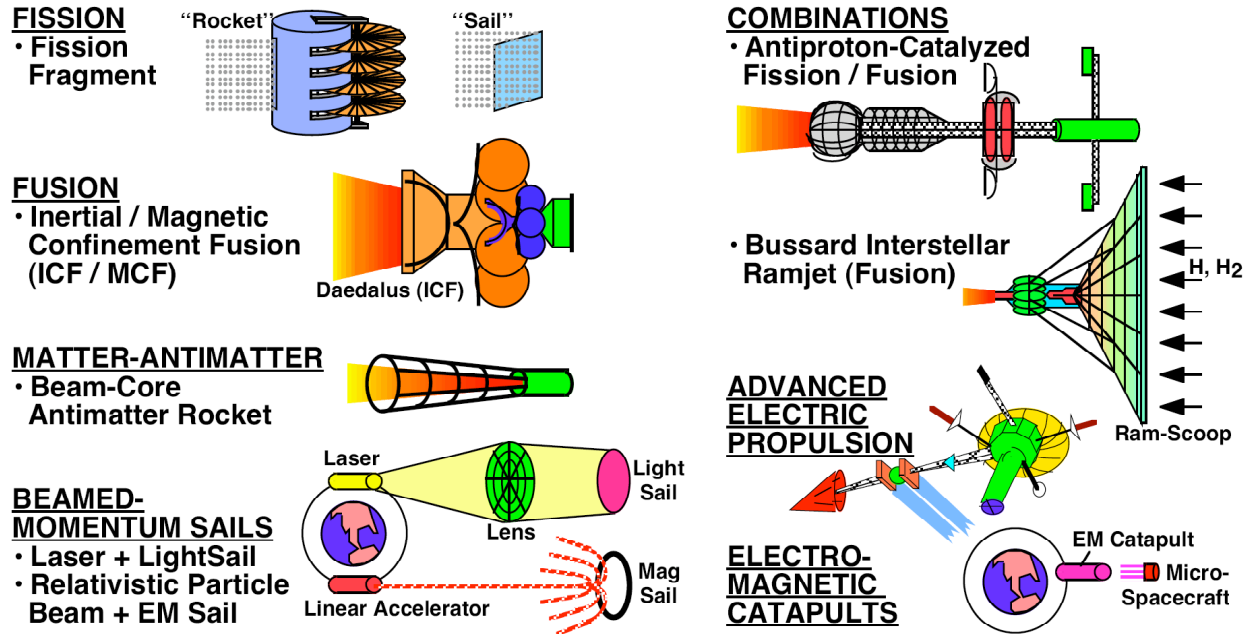 FISSION
• Fission
Fragment
“Rocket”
“Sail”
FUSION
• Inertial / Magnetic
Confinement Fusion
(ICF / MCF)
Daedalus (ICF)
MATTER-ANTIMATTER
• Beam-Core
Antimatter Rocket
BEAMED-
MOMENTUM SAILS
• Laser + LightSail
• Relativistic Particle
Beam + EM Sail
Laser
Lens
Light
Sail
Linear Accelerator
Mag
Sail
COMBINATIONS
• Antiproton-Catalyzed
Fission / Fusion
• Bussard Interstellar
Ramjet (Fusion)
H, H2
Ram-Scoop
ADVANCED
ELECTRIC
PROPULSION
ELECTRO-
MAGNETIC
CATAPULTS
EM Catapult
Micro-
Spacecraft